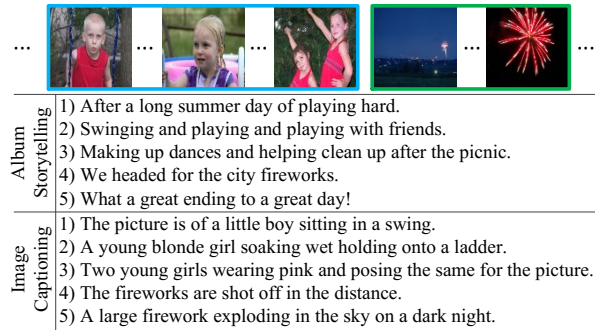 ... ... ... ... ...
Album Storytelling
1) After a long summer day of playing hard.
2) Swinging and playing and playing with friends.
3) Making up dances and helping clean up after the picnic.
4) We headed for the city fireworks.
5) What a great ending to a great day!
Image Captioning
1) The picture is of a little boy sitting in a swing.
2) A young blonde girl soaking wet holding onto a ladder.
3) Two young girls wearing pink and posing the same for the picture.
4) The fireworks are shot off in the distance.
5) A large firework exploding in the sky on a dark night.